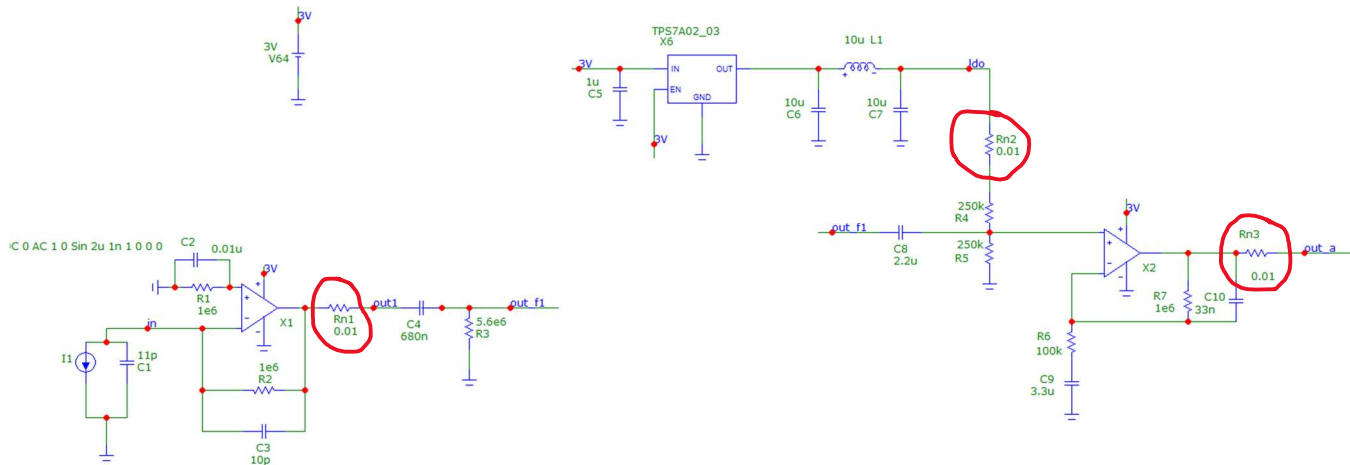 3V
3V
V64
TPS7A02_03
X6
10u L1
3V
IN
OUT
ldo
1u
C5
EN
GND
10u
C6
10u
C7
3V
Rn2
0.01
250k
R4
3V
out_f1
C8
2.2u
250k
R5
X2
Rn3
0.01
out_a
R7
1e6
C10
33n
R6
100k
C9
3.3u
C 0 AC 1 0 Sin 2u 1n 1 0 0 0
C2
0.01u
3V
R1
1e6
X1
Rn1
0.01
out1
C4
680n
out_f1
5.6e6
R3
in
I1
11p
C1
1e6
R2
C3
10p